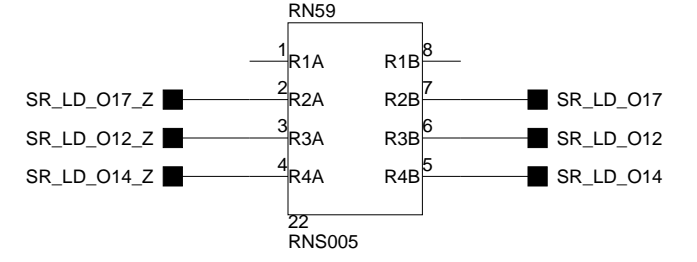 RN59
1 R1A R1B 8
SR_LD_O17_Z 2 R2A R2B 7 SR_LD_O17
SR_LD_O12_Z 3 R3A R3B 6 SR_LD_O12
SR_LD_O14_Z 4 R4A R4B 5 SR_LD_O14
22
RNS005